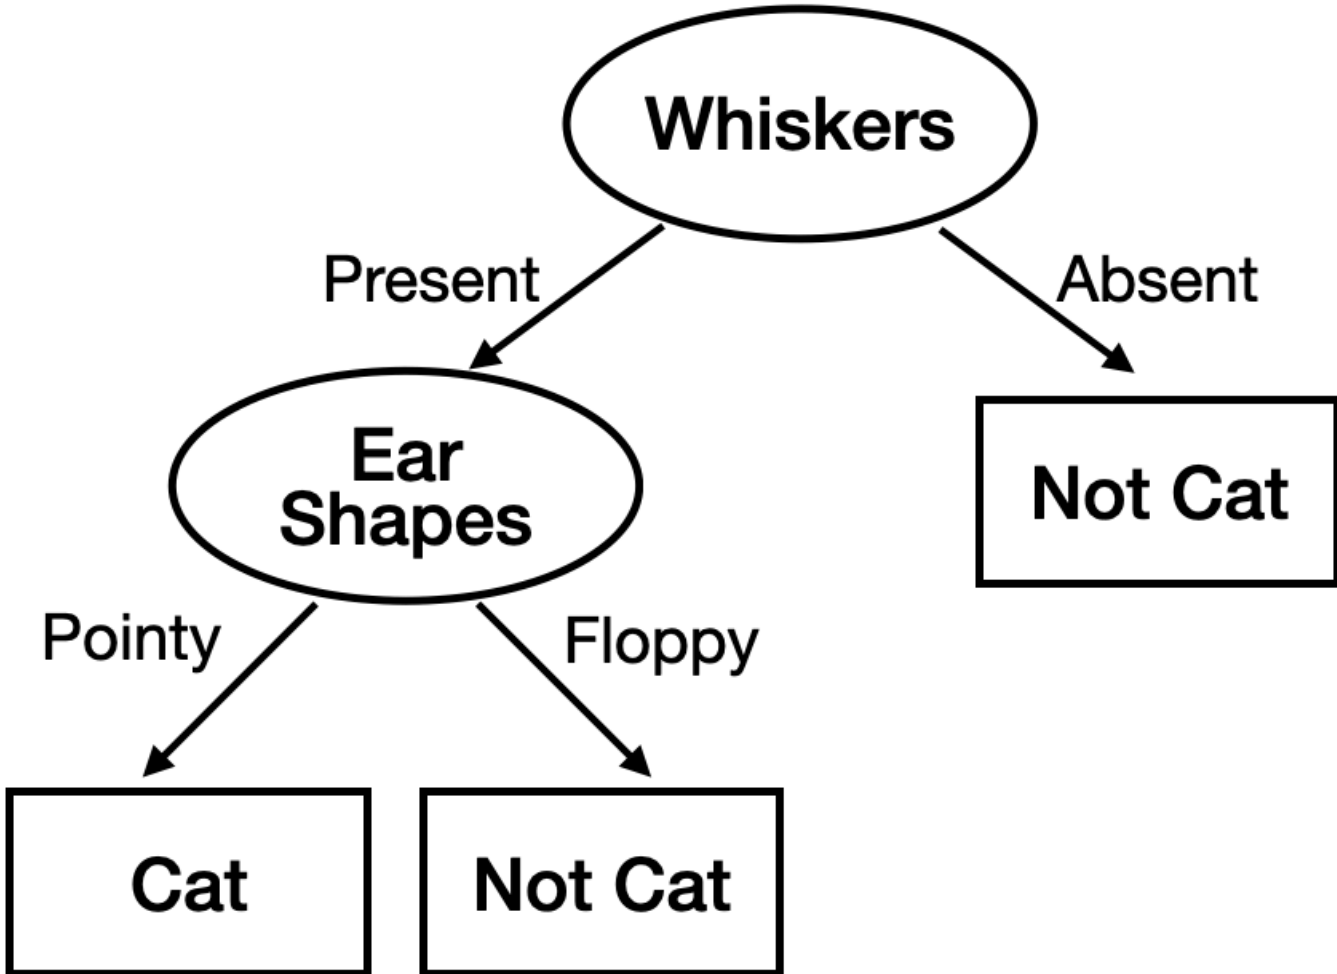 Whiskers
Present
Absent
Ear
Shapes
Not Cat
Pointy
Floppy
Cat
Not Cat